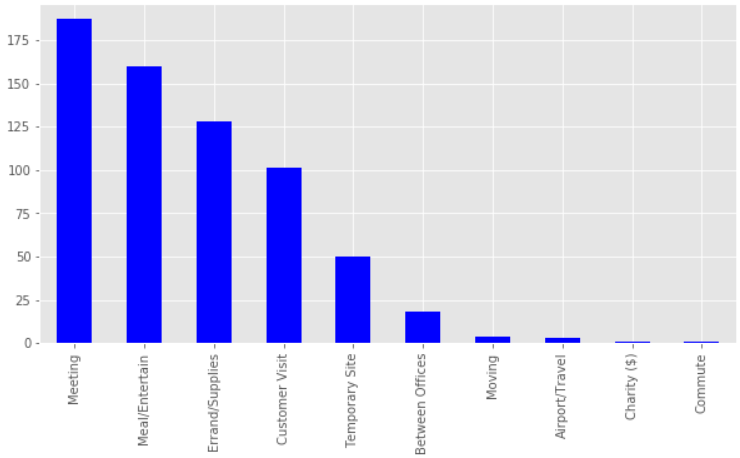 175
150
125
100
75
50
25
0
Meeting
Meal/Entertain
Errand/Supplies
Customer Visit
Temporary Site
Between Offices
Moving
Airport/Travel
Charity ($)
Commute